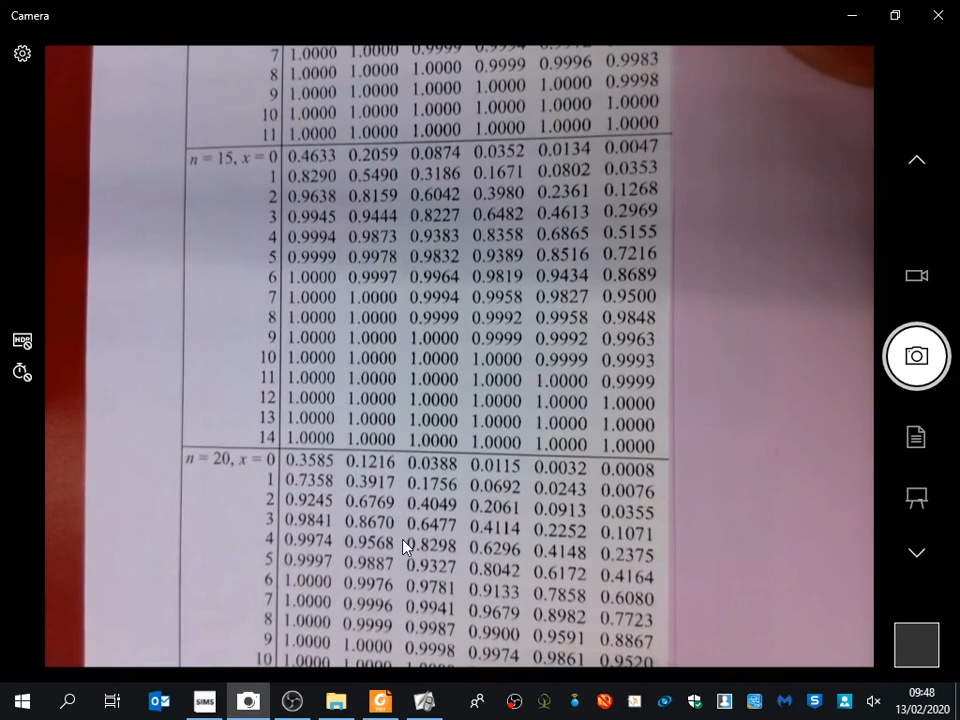 Camera
7 1.0000 1.0000 0.9999 0.9994
8 1.0000 1.0000 1.0000 0.9999 0.9996 0.9983
9 1.0000 1.0000 1.0000 1.0000 1.0000 0.9998
10 1.0000 1.0000 1.0000 1.0000 1.0000 1.0000
11 1.0000 1.0000 1.0000 1.0000 1.0000 1.0000
n = 15, x = 0 0.4633 0.2059 0.0874 0.0352 0.0134 0.0047
1 0.8290 0.5490 0.3186 0.1671 0.0802 0.0353
2 0.9638 0.8159 0.6042 0.3980 0.2361 0.1268
3 0.9945 0.9444 0.8227 0.6482 0.4613 0.2969
4 0.9994 0.9873 0.9383 0.8358 0.6865 0.5155
5 0.9999 0.9978 0.9832 0.9389 0.8516 0.7216
6 1.0000 0.9997 0.9964 0.9819 0.9434 0.8689
7 1.0000 1.0000 0.9994 0.9958 0.9827 0.9500
8 1.0000 1.0000 0.9999 0.9992 0.9958 0.9848
9 1.0000 1.0000 1.0000 0.9999 0.9992 0.9963
10 1.0000 1.0000 1.0000 1.0000 0.9999 0.9993
11 1.0000 1.0000 1.0000 1.0000 1.0000 0.9999
12 1.0000 1.0000 1.0000 1.0000 1.0000 1.0000
13 1.0000 1.0000 1.0000 1.0000 1.0000 1.0000
14 1.0000 1.0000 1.0000 1.0000 1.0000 1.0000
n = 20, x = 0 0.3585 0.1216 0.0388 0.0115 0.0032 0.0008
1 0.7358 0.3917 0.1756 0.0692 0.0243 0.0076
2 0.9245 0.6769 0.4049 0.2061 0.0913 0.0355
3 0.9841 0.8670 0.6477 0.4114 0.2252 0.1071
4 0.9974 0.9568 0.8298 0.6296 0.4148 0.2375
5 0.9997 0.9887 0.9327 0.8042 0.6172 0.4164
6 1.0000 0.9976 0.9781 0.9133 0.7858 0.6080
7 1.0000 0.9996 0.9941 0.9679 0.8982 0.7723
8 1.0000 0.9999 0.9987 0.9900 0.9591 0.8867
9 1.0000 1.0000 0.9998 0.9974 0.9861 0.9520
10 1.0000 1.0000
HDR
SIMS
09:48
13/02/2020